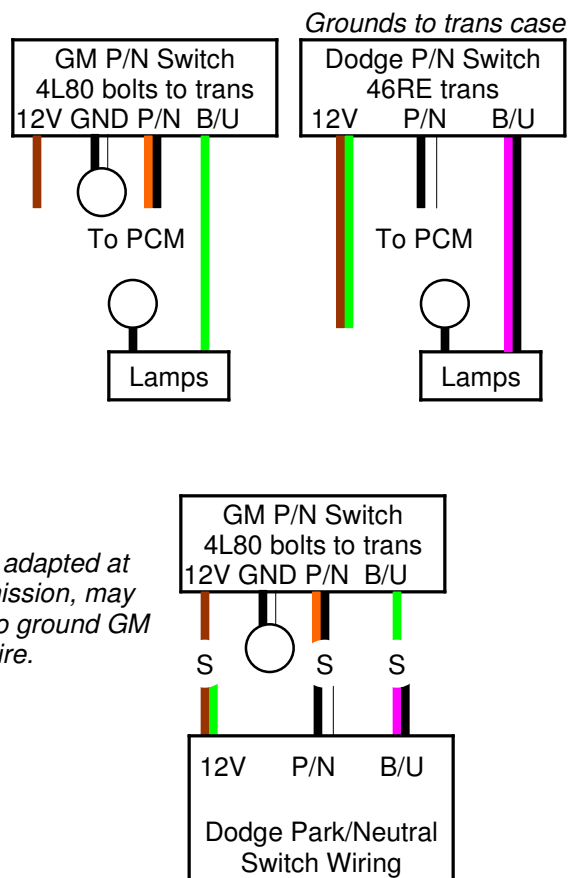 Grounds to trans case
GM P/N Switch
4L80 bolts to trans
12V GND P/N B/U
Dodge P/N Switch
46RE trans
12V P/N B/U
To PCM
To PCM
Lamps
Lamps
GM P/N Switch
4L80 bolts to trans
12V GND P/N B/U
adapted at
ission, may
o ground GM
ire.
S S S
12V P/N B/U
Dodge Park/Neutral
Switch Wiring